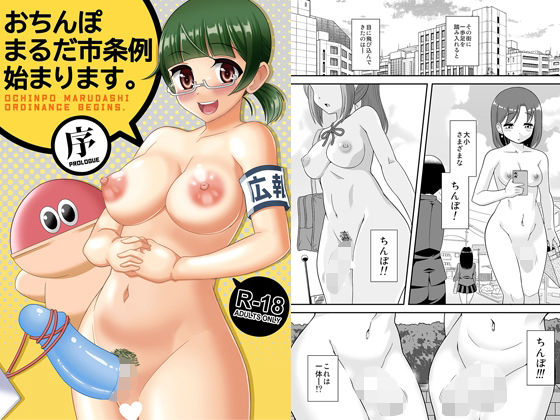 おちんぽ
まるだ市条例
始まります。
OCHINPO MARUDASHI
ORDINANCE BEGINS.
序
PROLOGUE
広報
R-18
ADULTS ONLY
その街に
一歩足を
踏み入れると
目に飛び込んで
きたのは!
大小
さまざまな
ちんぽ!
ちんぽ!!
ちんぽ!!!
これは
一体ー!?